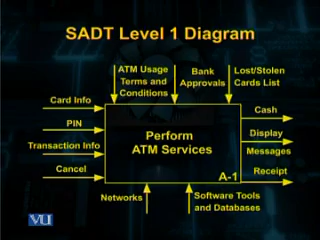 SADT Level 1 Diagram
ATM Usage
Terms and
Conditions
Bank
Approvals
Lost/Stolen
Cards List
Card Info
PIN
Transaction Info
Cancel
Perform
ATM Services
A-1
Cash
Display
Messages
Receipt
Networks
Software Tools
and Databases
VU